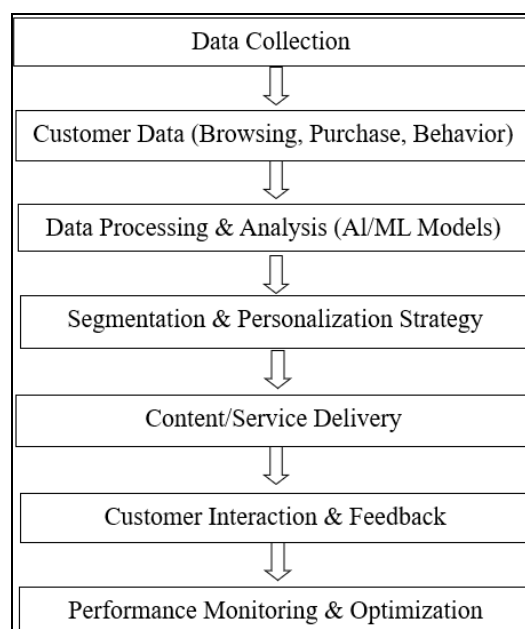 Data Collection
Customer Data (Browsing, Purchase, Behavior)
Data Processing & Analysis (Al/ML Models)
Segmentation & Personalization Strategy
Content/Service Delivery
Customer Interaction & Feedback
Performance Monitoring & Optimization